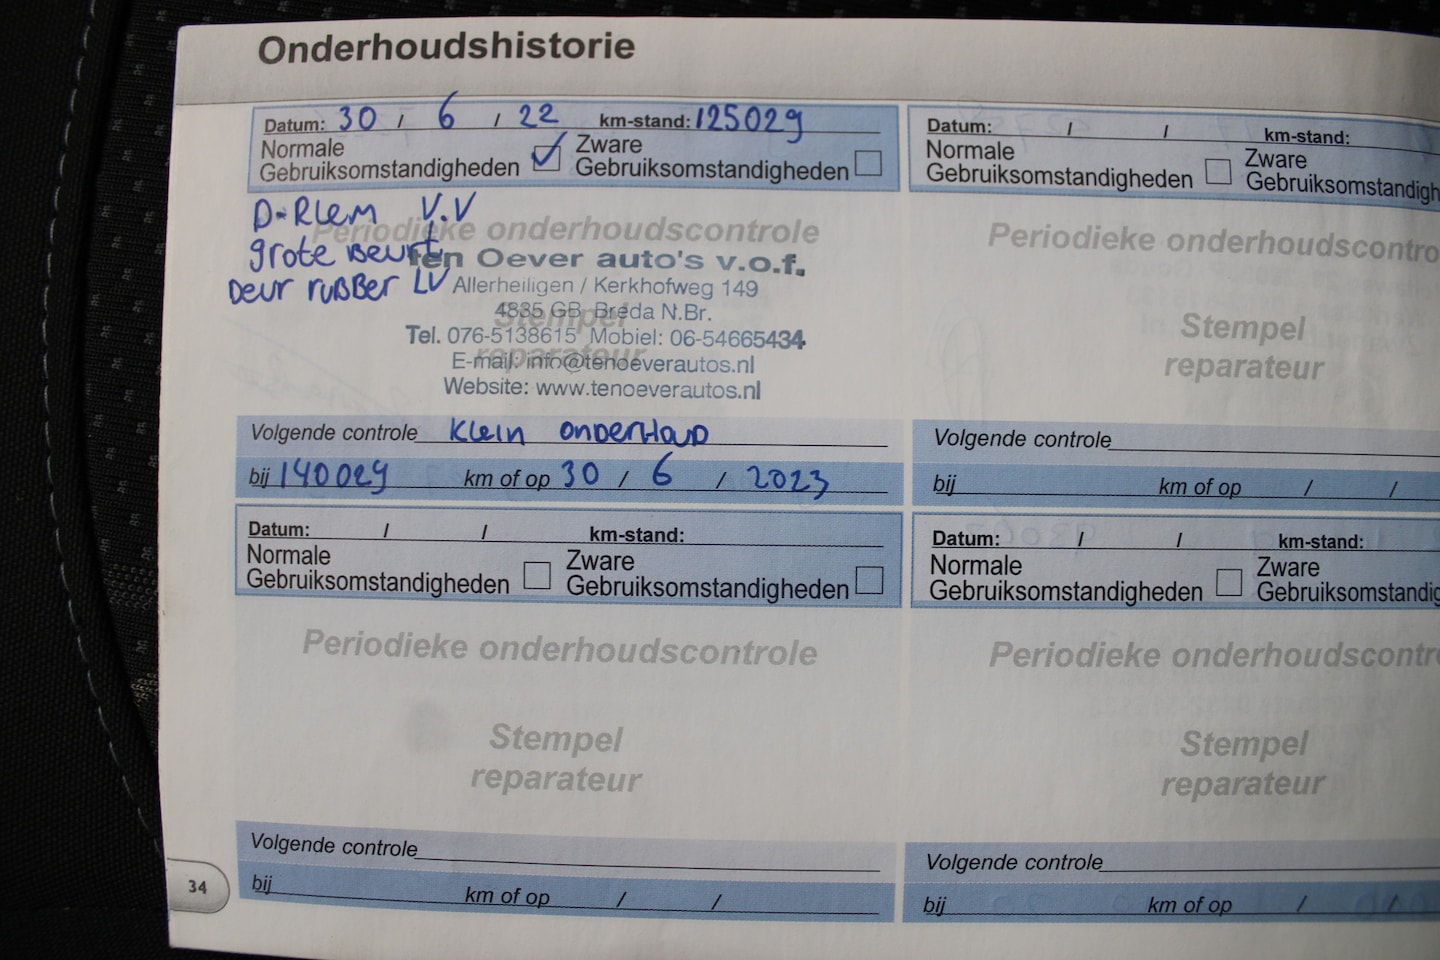 Onderhoudshistorie
Datum: 30 / 6 / 22 km-stand: 125029
Normale Gebruiksomstandigheden Zware Gebruiksomstandigheden
D-Riem V.V
grote Beurt
Deur rubber LV
Periodieke onderhoudscontrole
Stempel
reparateur
ten Oever auto's v.o.f.
Allerheiligen / Kerkhofweg 149
4835 GB Breda N.Br.
Tel. 076-5138615 Mobiel: 06-54665434
E-mail: info@tenoeverautos.nl
Website: www.tenoeverautos.nl
Volgende controle Klein onderhoud
bij 140029 km of op 30 / 6 / 2023
Datum: / / km-stand:
Normale Gebruiksomstandigheden Zware Gebruiksomstandigh
Periodieke onderhoudscontro
Stempel
reparateur
Volgende controle
bij km of op / /
Datum: / / km-stand:
Normale Gebruiksomstandigheden Zware Gebruiksomstandigheden
Periodieke onderhoudscontrole
Stempel
reparateur
Volgende controle
bij km of op / /
Datum: / / km-stand:
Normale Gebruiksomstandigheden Zware Gebruiksomstandig
Periodieke onderhoudscontr
Stempel
reparateur
Volgende controle
bij km of op / /
34